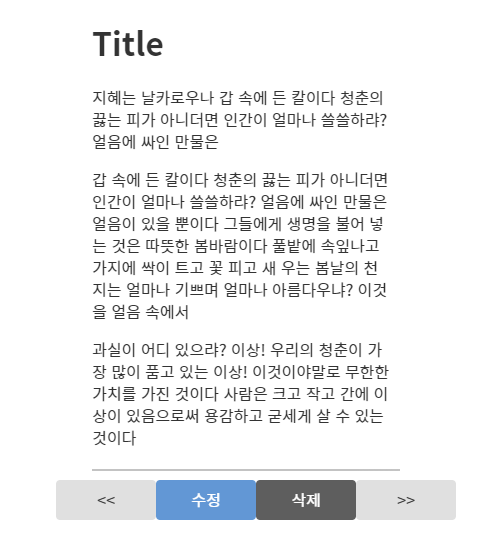 Title
지혜는 날카로우나 갑 속에 든 칼이다 청춘의
끓는 피가 아니더면 인간이 얼마나 쓸쓸하랴?
얼음에 싸인 만물은
갑 속에 든 칼이다 청춘의 끓는 피가 아니더면
인간이 얼마나 쓸쓸하랴? 얼음에 싸인 만물은
얼음이 있을 뿐이다 그들에게 생명을 불어 넣
는 것은 따뜻한 봄바람이다 풀밭에 속잎나고
가지에 싹이 트고 꽃 피고 새 우는 봄날의 천
지는 얼마나 기쁘며 얼마나 아름다우냐? 이것
을 얼음 속에서
과실이 어디 있으랴? 이상! 우리의 청춘이 가
장 많이 품고 있는 이상! 이것이야말로 무한한
가치를 가진 것이다 사람은 크고 작고 간에 이
상이 있음으로써 용감하고 굳세게 살 수 있는
것이다
<< 수정 삭제 >>